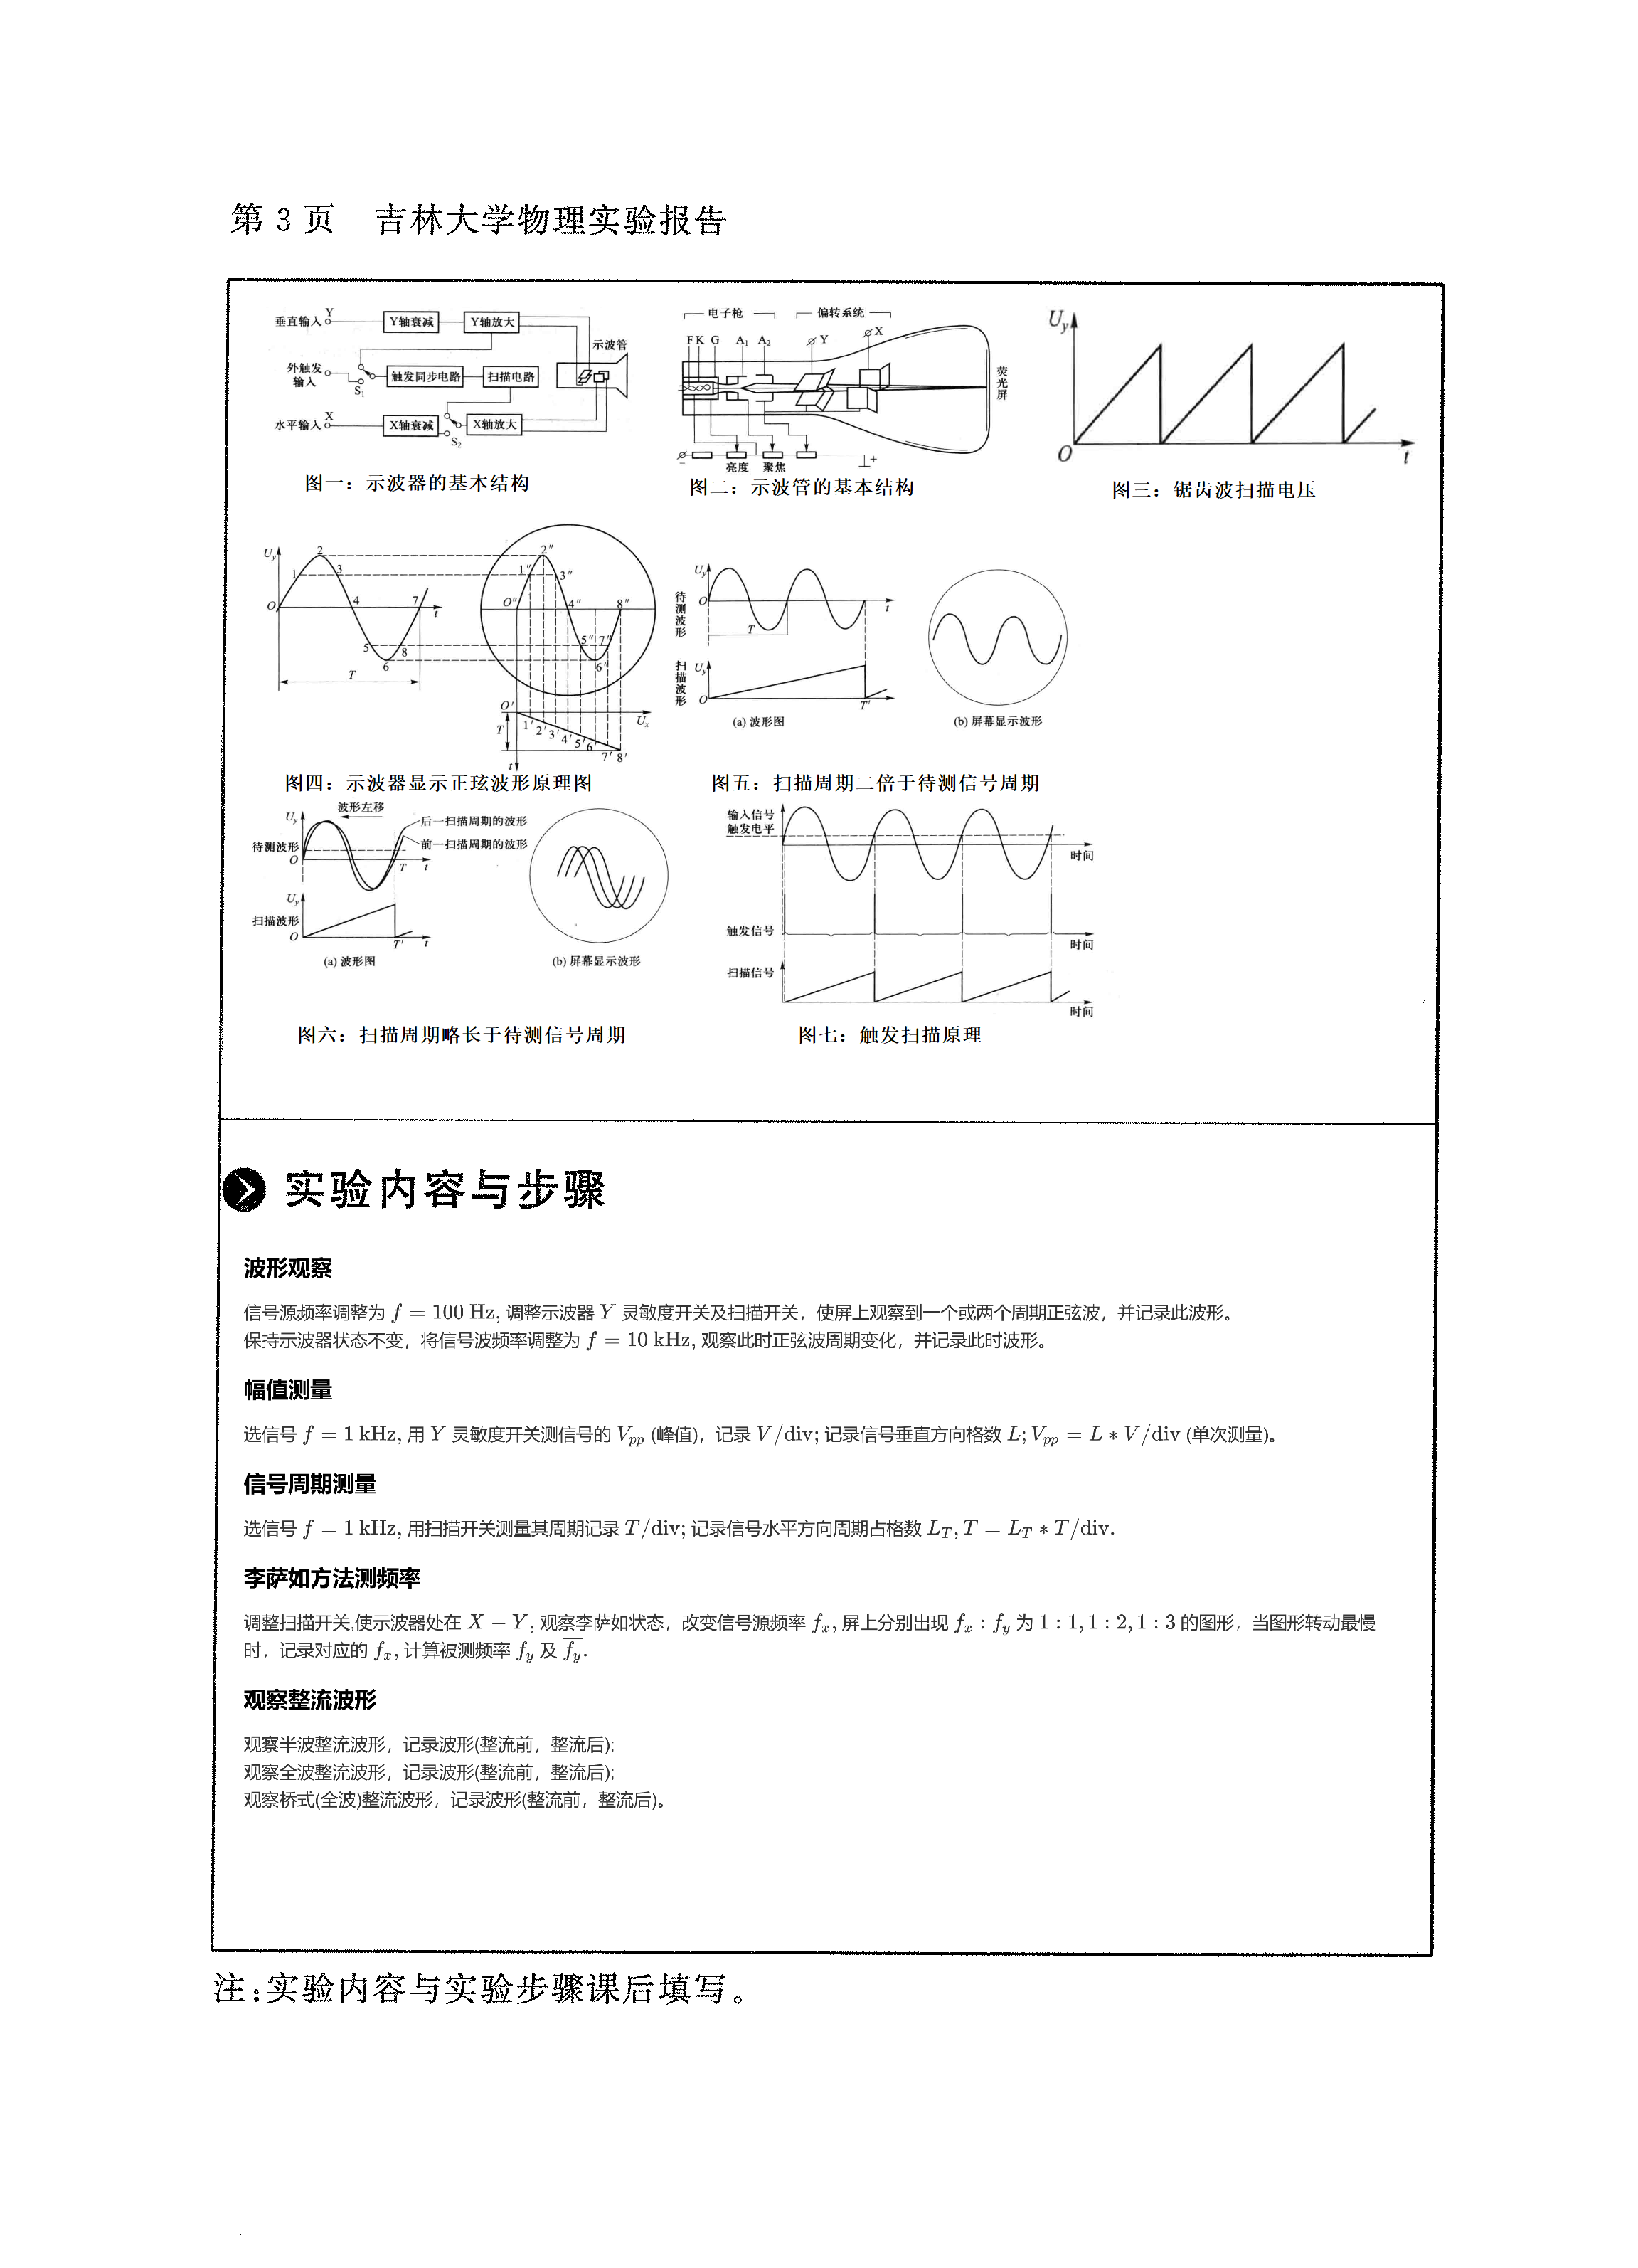 第 3 页 吉林大学物理实验报告
垂直输入 Y
Y轴衰减
Y轴放大
示波管
外触发
输入
S₁
触发同步电路
扫描电路
水平输入 X
X轴衰减
S₂
X轴放大
图一：示波器的基本结构
电子枪
偏转系统
F K G A₁ A₂ Y X
荧光屏
亮度 聚焦
− +
图二：示波管的基本结构
Uy
O
t
图三：锯齿波扫描电压
Uy
O 1 2 3 4 5 6 7 8
t
T
O″ 1″ 2″ 3″ 4″ 5″ 6″ 7″ 8″
O′ 1′ 2′ 3′ 4′ 5′ 6′ 7′ 8′
Ux
T
t
图四：示波器显示正玹波形原理图
待测波形
Uy
O
T
t
扫描波形
Uy
O
T′
(a) 波形图
(b) 屏幕显示波形
图五：扫描周期二倍于待测信号周期
波形左移
Uy
后一扫描周期的波形
前一扫描周期的波形
待测波形
O
T t
Uy
扫描波形
O
T′ t
(a) 波形图
(b) 屏幕显示波形
图六：扫描周期略长于待测信号周期
输入信号
触发电平
时间
触发信号
时间
扫描信号
时间
图七：触发扫描原理
实验内容与步骤
波形观察
信号源频率调整为 f = 100 Hz, 调整示波器 Y 灵敏度开关及扫描开关，使屏上观察到一个或两个周期正弦波，并记录此波形。
保持示波器状态不变，将信号波频率调整为 f = 10 kHz, 观察此时正弦波周期变化，并记录此时波形。
幅值测量
选信号 f = 1 kHz, 用 Y 灵敏度开关测信号的 Vpp (峰值)，记录 V/div; 记录信号垂直方向格数 L; Vpp = L ∗ V/div (单次测量)。
信号周期测量
选信号 f = 1 kHz, 用扫描开关测量其周期记录 T/div; 记录信号水平方向周期占格数 LT, T = LT ∗ T/div.
李萨如方法测频率
调整扫描开关,使示波器处在 X − Y, 观察李萨如状态，改变信号源频率 fx, 屏上分别出现 fx : fy 为 1 : 1, 1 : 2, 1 : 3 的图形，当图形转动最慢
时，记录对应的 fx, 计算被测频率 fy 及 f̅y.
观察整流波形
观察半波整流波形，记录波形(整流前，整流后);
观察全波整流波形，记录波形(整流前，整流后);
观察桥式(全波)整流波形，记录波形(整流前，整流后)。
注:实验内容与实验步骤课后填写。